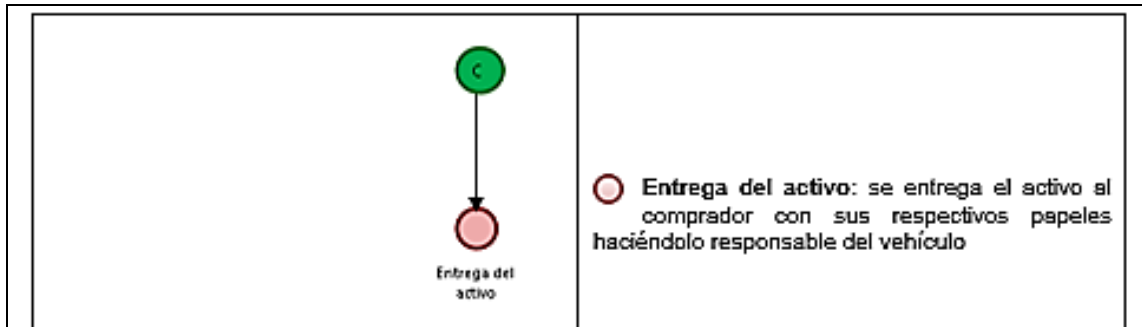 C
Entrega del
activo
Entrega del activo: se entrega el activo al
comprador con sus respectivos papeles
haciéndolo responsable del vehículo